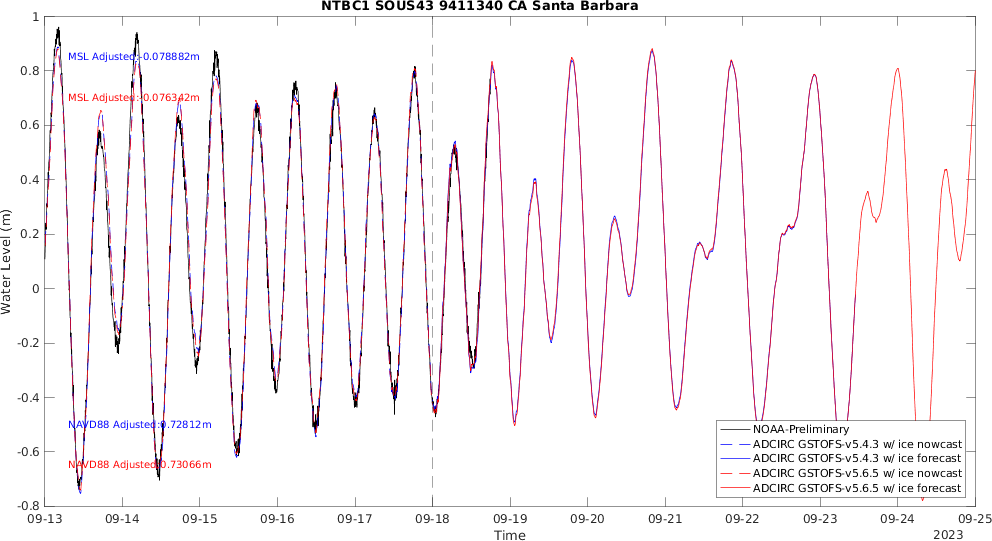 NTBC1 SOUS43 9411340 CA Santa Barbara
1
0.8
0.6
0.4
0.2
0
-0.2
-0.4
-0.6
-0.8
Water Level (m)
MSL Adjusted:-0.078882m
MSL Adjusted:-0.076342m
NAVD88 Adjusted:0.72812m
NAVD88 Adjusted:0.73066m
NOAA-Preliminary
ADCIRC GSTOFS-v5.4.3 w/ ice nowcast
ADCIRC GSTOFS-v5.4.3 w/ ice forecast
ADCIRC GSTOFS-v5.6.5 w/ ice nowcast
ADCIRC GSTOFS-v5.6.5 w/ ice forecast
09-13 09-14 09-15 09-16 09-17 09-18 09-19 09-20 09-21 09-22 09-23 09-24 09-25
Time
2023